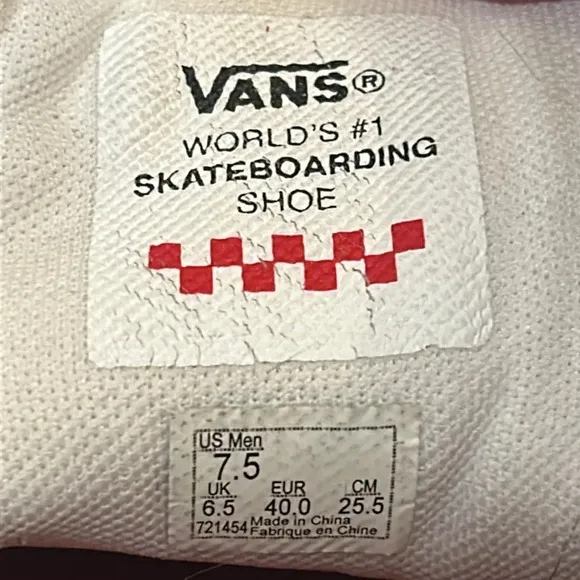 VANS®
WORLD'S #1
SKATEBOARDING
SHOE
US Men
7.5
UK EUR CM
6.5 40.0 25.5
721454 Made in China
Fabrique en Chine